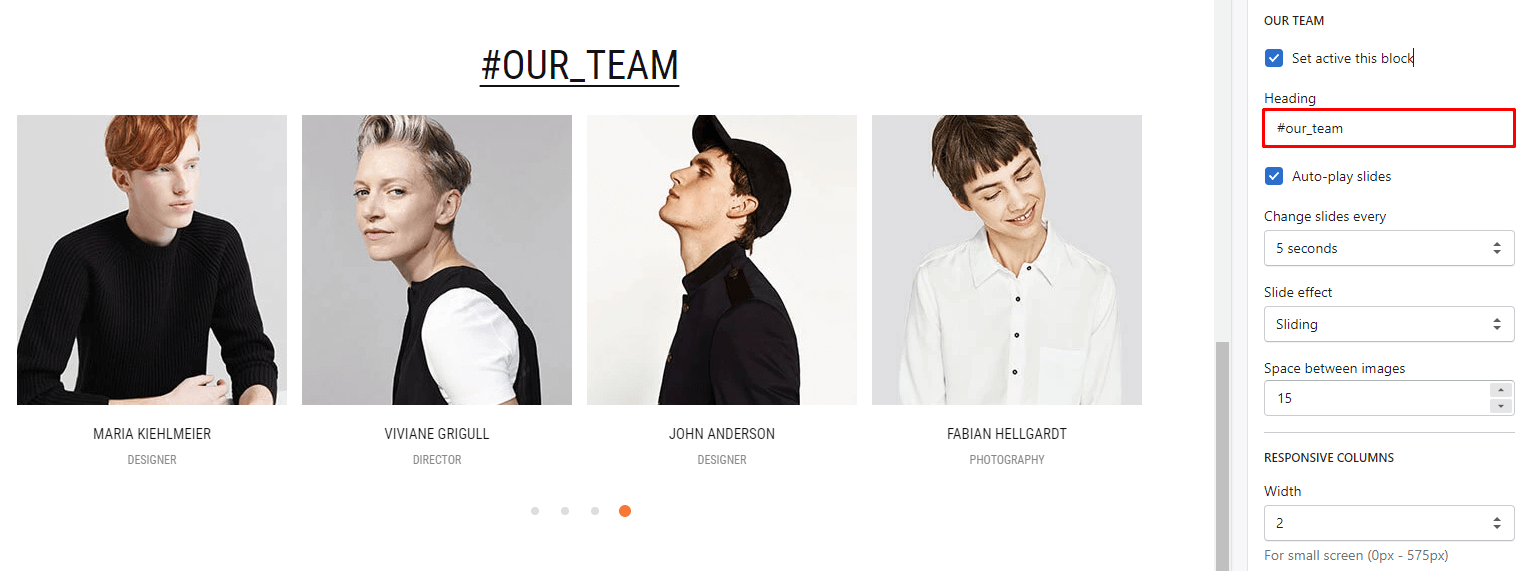 #OUR_TEAM
MARIA KIEHLMEIER
DESIGNER
VIVIANE GRIGULL
DIRECTOR
JOHN ANDERSON
DESIGNER
FABIAN HELLGARDT
PHOTOGRAPHY
OUR TEAM
Set active this block
Heading
#our_team
Auto-play slides
Change slides every
5 seconds
Slide effect
Sliding
Space between images
15
RESPONSIVE COLUMNS
Width
2
For small screen (0px - 575px)